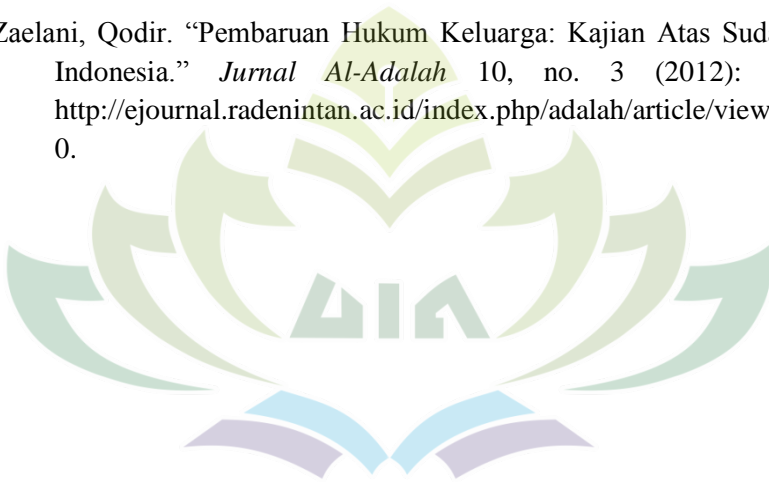 Zaelani, Qodir. “Pembaruan Hukum Keluarga: Kajian Atas
Indonesia.” Jurnal Al-Adalah 10, no. 3 (2012):
http://ejournal.radenintan.ac.id/index.php/adalah/article/view
0.
UIN